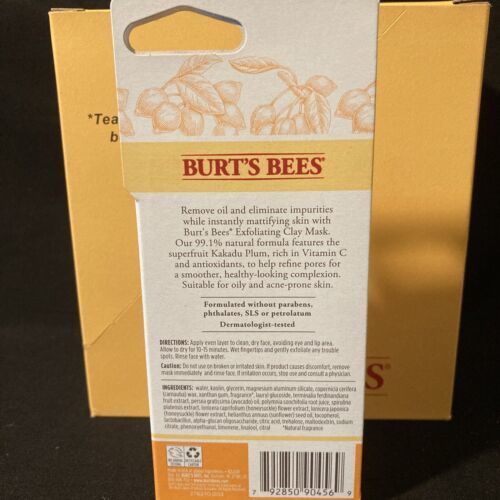 *Tea
b
BURT'S BEES®
Remove oil and eliminate impurities
while instantly mattifying skin with
Burt's Bees® Exfoliating Clay Mask.
Our 99.1% natural formula features the
superfruit Kakadu Plum, rich in Vitamin C
and antioxidants, to help refine pores for
a smoother, healthy-looking complexion.
Suitable for oily and acne-prone skin.
Formulated without parabens,
phthalates, SLS or petrolatum
Dermatologist-tested
DIRECTIONS: Apply even layer to clean, dry face, avoiding eye and lip area.
Allow to dry for 10-15 minutes. Wet fingertips and gently exfoliate any trouble
spots. Rinse face with water.
Caution: Do not use on broken or irritated skin. If product causes discomfort, remove
mask immediately and rinse face. If irritation occurs, stop use and consult a physician.
INGREDIENTS: water, kaolin, glycerin, magnesium aluminum silicate, copernicia cerifera
(carnauba) wax, xanthan gum, fragrance*, lauryl glucoside, terminalia ferdinandiana
fruit extract, persea gratissima (avocado) oil, polymnia sonchifolia root juice, spirulina
platensis extract, lonicera caprifolium (honeysuckle) flower extract, lonicera japonica
(honeysuckle) flower extract, helianthus annuus (sunflower) seed oil, tocopherol,
lactobacillus, alpha-glucan oligosaccharide, citric acid, trehalose, maltodextrin, sodium
citrate, phenoxyethanol, limonene, linalool, citral *Natural fragrance
EES
7 92850 90456 9